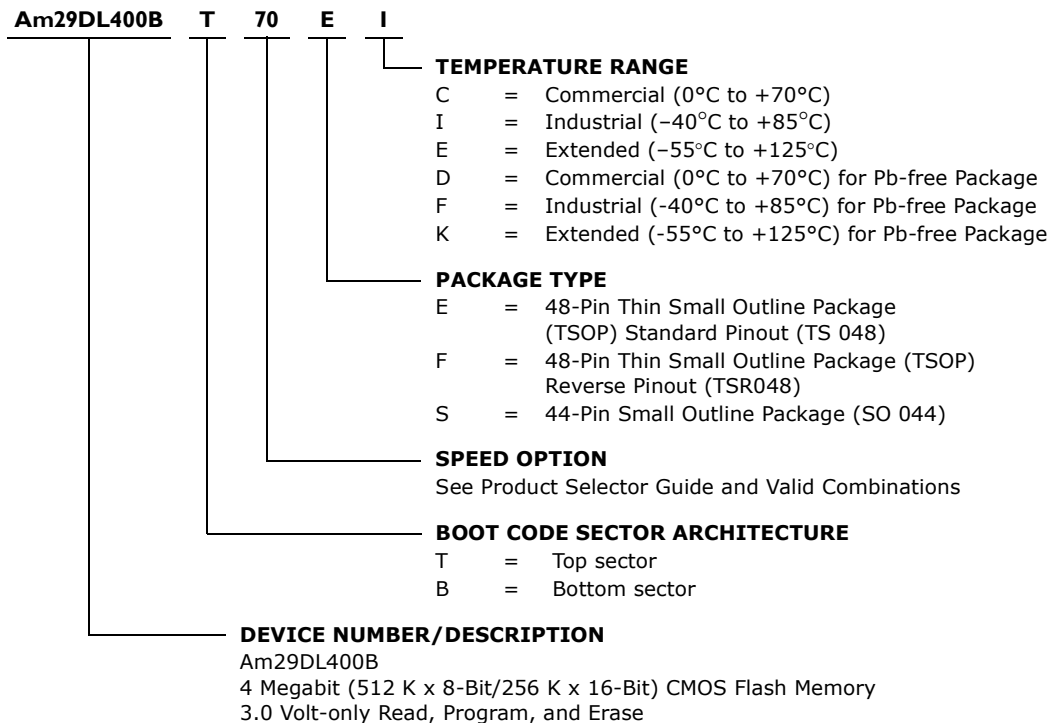 Am29DL400B T 70 E I
TEMPERATURE RANGE
C = Commercial (0°C to +70°C)
I = Industrial (–40°C to +85°C)
E = Extended (–55°C to +125°C)
D = Commercial (0°C to +70°C) for Pb-free Package
F = Industrial (-40°C to +85°C) for Pb-free Package
K = Extended (-55°C to +125°C) for Pb-free Package
PACKAGE TYPE
E = 48-Pin Thin Small Outline Package
(TSOP) Standard Pinout (TS 048)
F = 48-Pin Thin Small Outline Package (TSOP)
Reverse Pinout (TSR048)
S = 44-Pin Small Outline Package (SO 044)
SPEED OPTION
See Product Selector Guide and Valid Combinations
BOOT CODE SECTOR ARCHITECTURE
T = Top sector
B = Bottom sector
DEVICE NUMBER/DESCRIPTION
Am29DL400B
4 Megabit (512 K x 8-Bit/256 K x 16-Bit) CMOS Flash Memory
3.0 Volt-only Read, Program, and Erase